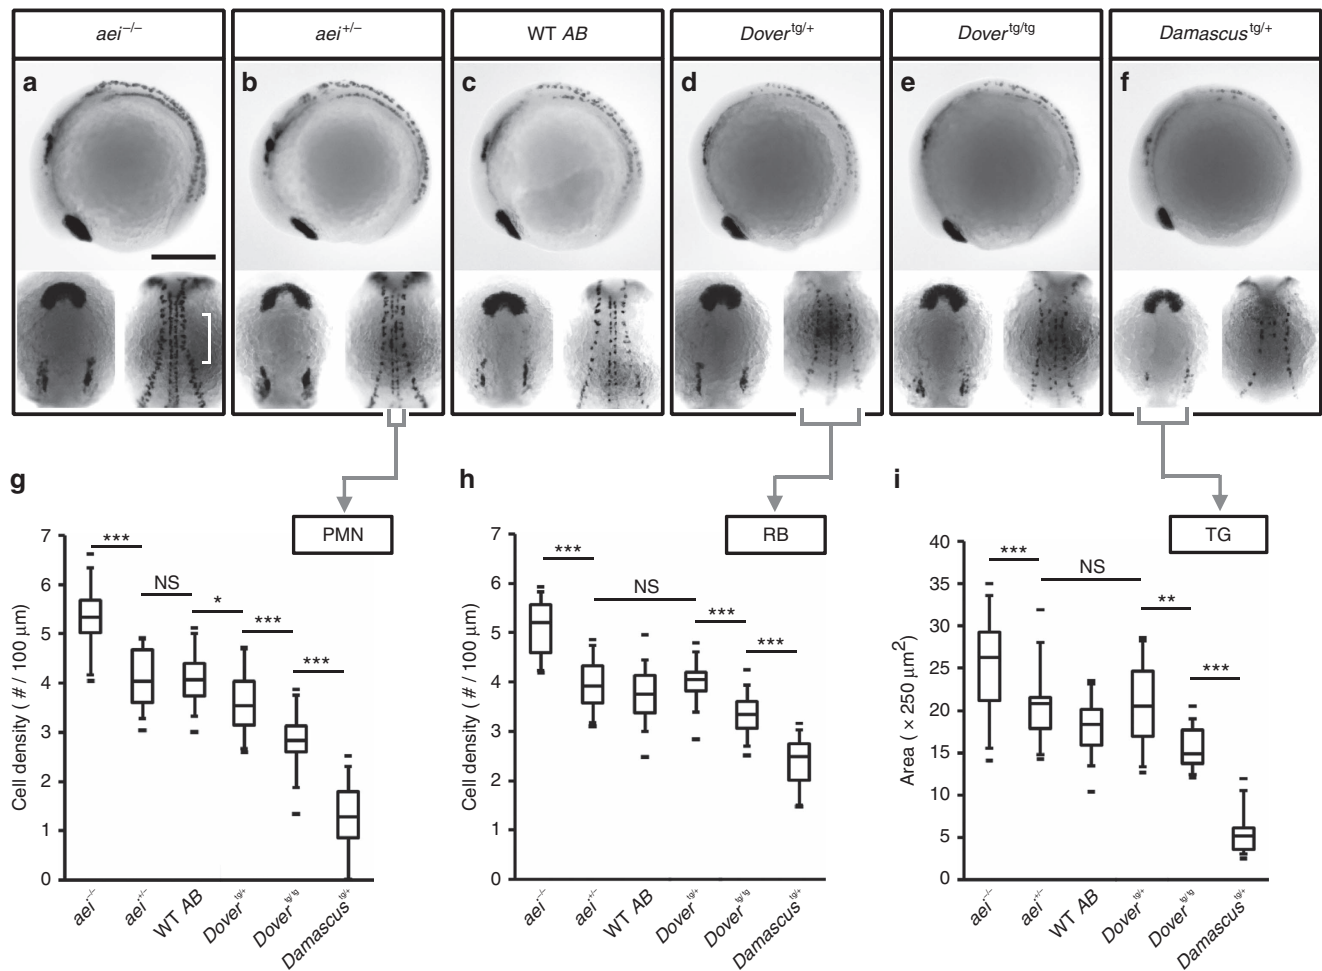 aei–/– aei+/– WT AB Dovertg/+ Dovertg/tg Damascustg/+
a b c d e f
g h i
PMN RB TG
7
6
5
4
3
2
1
0
Cell density ( # / 100 μm)
*** NS * *** ***
aei–/– aei+/– WT AB Dovertg/+ Dovertg/tg Damascustg/+
7
6
5
4
3
2
1
0
Cell density ( # / 100 μm)
*** NS *** ***
aei–/– aei+/– WT AB Dovertg/+ Dovertg/tg Damascustg/+
40
35
30
25
20
15
10
5
0
Area ( × 250 μm2)
*** NS ** ***
aei–/– aei+/– WT AB Dovertg/+ Dovertg/tg Damascustg/+